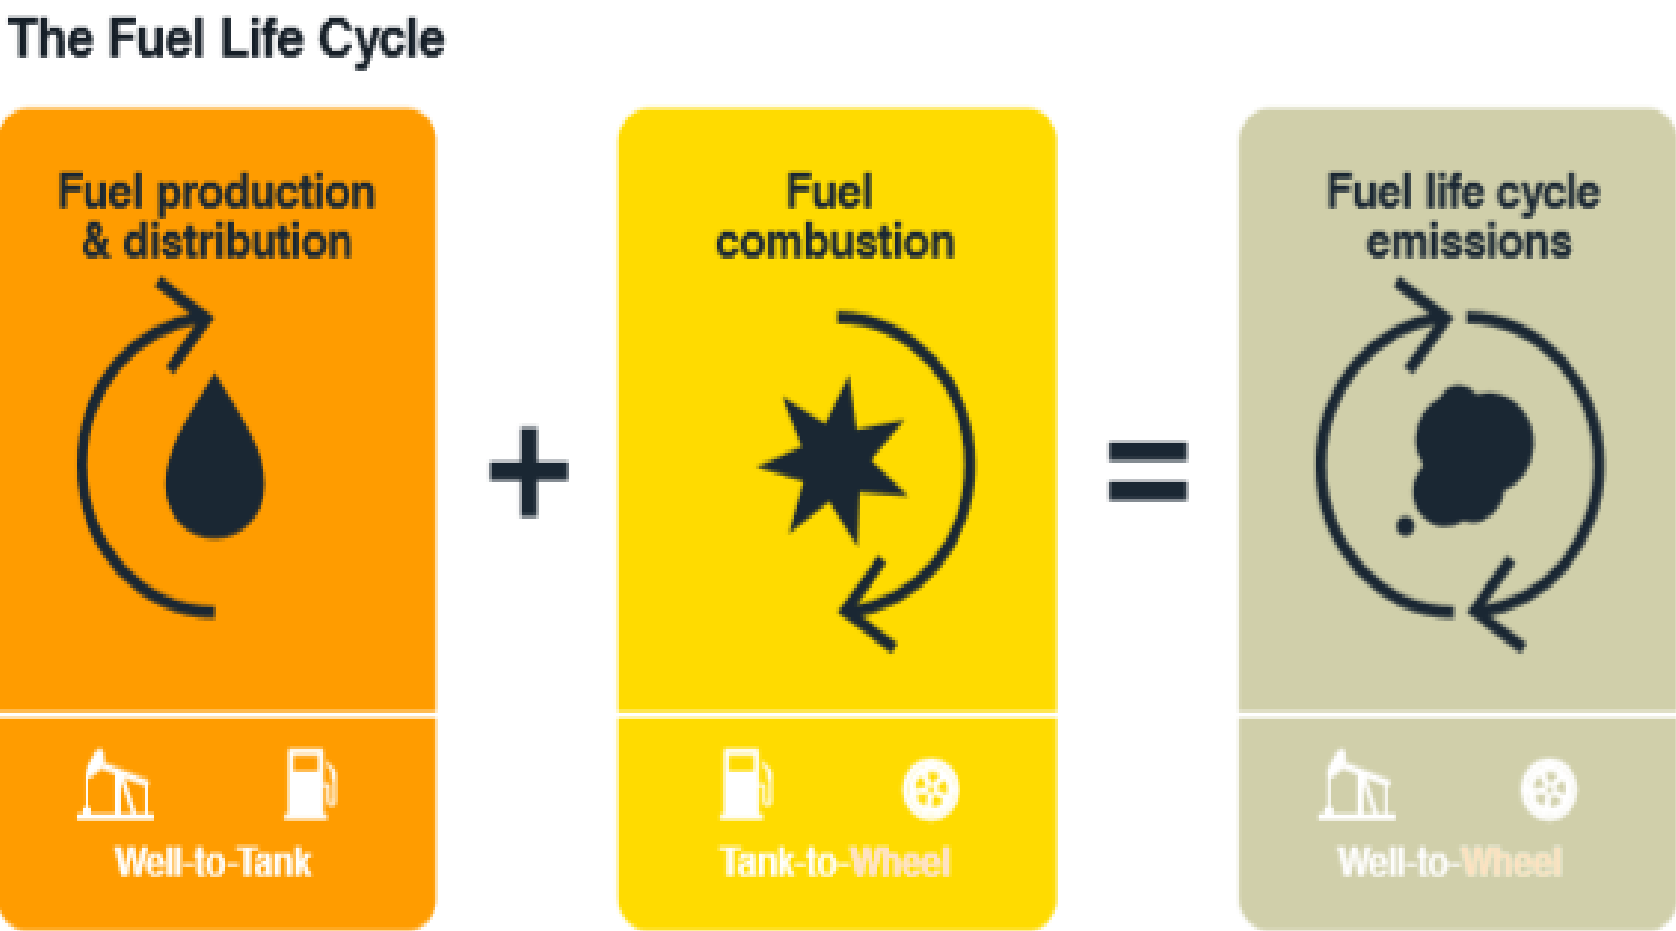 The Fuel Life Cycle
Fuel production
& distribution
Well-to-Tank
+
Fuel
combustion
Tank-to-Wheel
=
Fuel life cycle
emissions
Well-to-Wheel